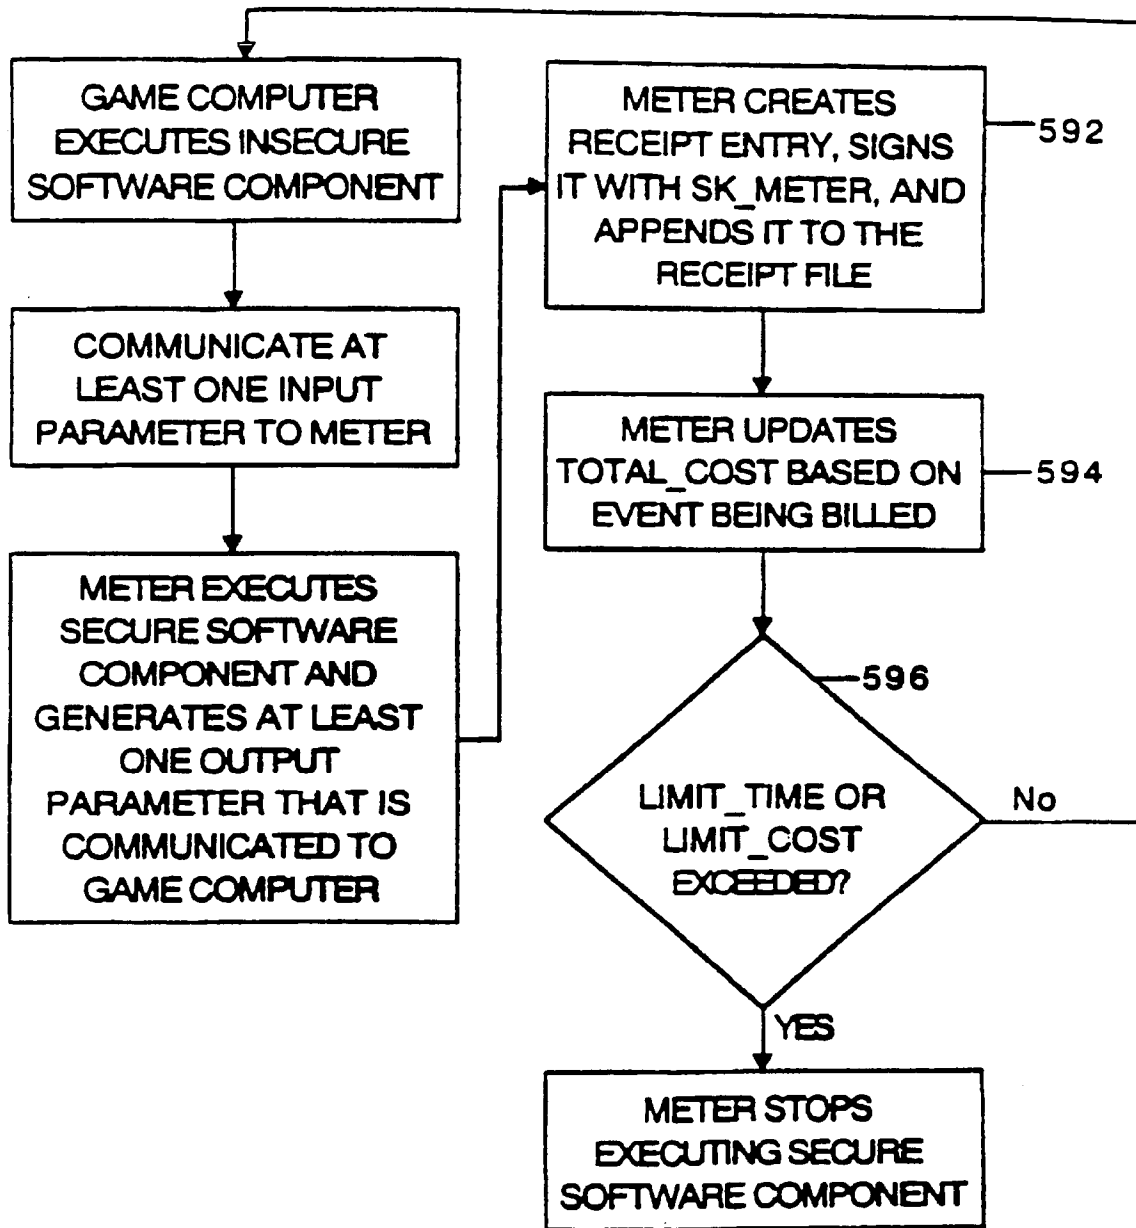 GAME COMPUTER
EXECUTES INSECURE
SOFTWARE COMPONENT
COMMUNICATE AT
LEAST ONE INPUT
PARAMETER TO METER
METER EXECUTES
SECURE SOFTWARE
COMPONENT AND
GENERATES AT LEAST
ONE OUTPUT
PARAMETER THAT IS
COMMUNICATED TO
GAME COMPUTER
METER CREATES
RECEIPT ENTRY, SIGNS
IT WITH SK_METER, AND
APPENDS IT TO THE
RECEIPT FILE
592
METER UPDATES
TOTAL_COST BASED ON
EVENT BEING BILLED
594
596
LIMIT_TIME OR
LIMIT_COST
EXCEEDED?
No
YES
METER STOPS
EXECUTING SECURE
SOFTWARE COMPONENT